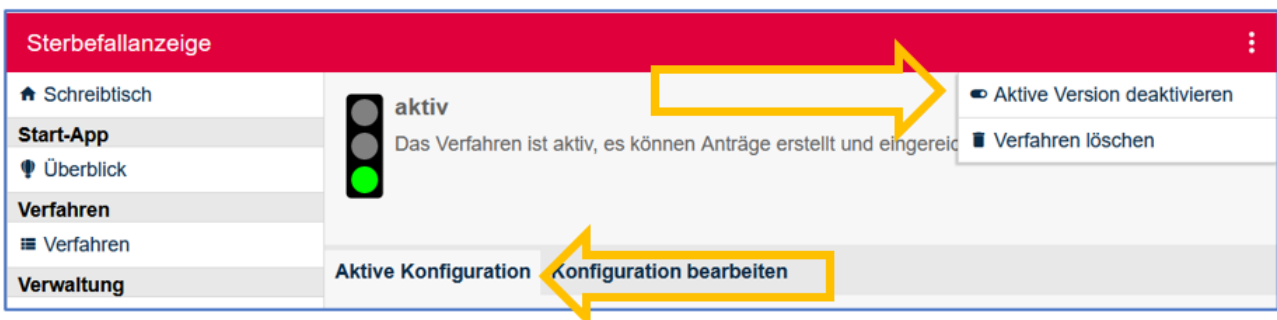 Sterbefallanzeige
Schreibtisch
Start-App
Überblick
Verfahren
Verfahren
Verwaltung
aktiv
Das Verfahren ist aktiv, es können Anträge erstellt und eingereic
Aktive Version deaktivieren
Verfahren löschen
Aktive Konfiguration
Konfiguration bearbeiten